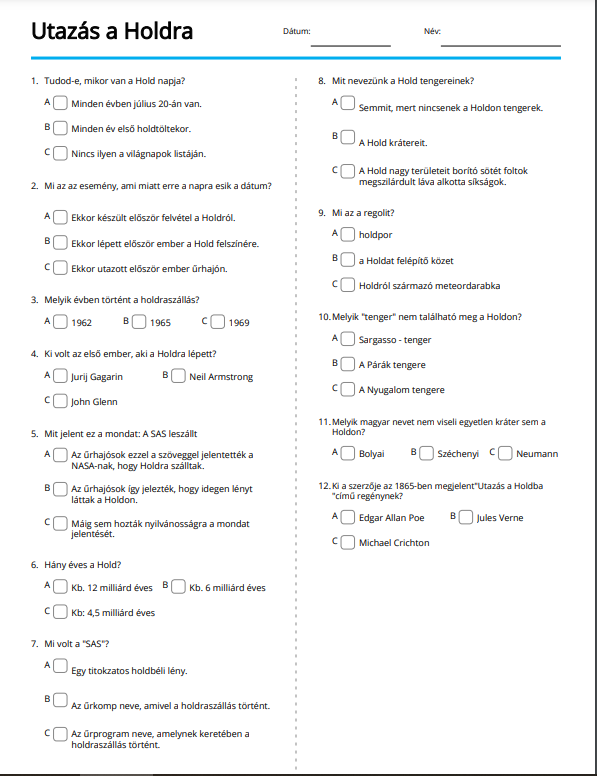 Utazás a Holdra
Dátum:
Név:
1. Tudod-e, mikor van a Hold napja?
A Minden évben július 20-án van.
B Minden év első holdtöltekor.
C Nincs ilyen a világnapok listáján.
2. Mi az az esemény, ami miatt erre a napra esik a dátum?
A Ekkor készült először felvétel a Holdról.
B Ekkor lépett először ember a Hold felszínére.
C Ekkor utazott először ember űrhajón.
3. Melyik évben történt a holdraszállás?
A 1962 B 1965 C 1969
4. Ki volt az első ember, aki a Holdra lépett?
A Jurij Gagarin B Neil Armstrong
C John Glenn
5. Mit jelent ez a mondat: A SAS leszállt
A Az űrhajósok ezzel a szöveggel jelentették a
NASA-nak, hogy Holdra szálltak.
B Az űrhajósok így jelezték, hogy idegen lényt
láttak a Holdon.
C Máig sem hozták nyilvánosságra a mondat
jelentését.
6. Hány éves a Hold?
A Kb. 12 milliárd éves B Kb. 6 milliárd éves
C Kb: 4,5 milliárd éves
7. Mi volt a "SAS"?
A Egy titokzatos holdbéli lény.
B Az űrkomp neve, amivel a holdraszállás történt.
C Az űrprogram neve, amelynek keretében a
holdraszállás történt.
8. Mit nevezünk a Hold tengereinek?
A Semmit, mert nincsenek a Holdon tengerek.
B A Hold krátereit.
C A Hold nagy területeit borító sötét foltok
megszilárdult láva alkotta síkságok.
9. Mi az a regolit?
A holdpor
B a Holdat felépítő közet
C Holdról származó meteordarabka
10. Melyik "tenger" nem található meg a Holdon?
A Sargasso - tenger
B A Párák tengere
C A Nyugalom tengere
11. Melyik magyar nevet nem viseli egyetlen kráter sem a
Holdon?
A Bolyai B Széchenyi C Neumann
12. Ki a szerzője az 1865-ben megjelent"Utazás a Holdba
"című regénynek?
A Edgar Allan Poe B Jules Verne
C Michael Crichton